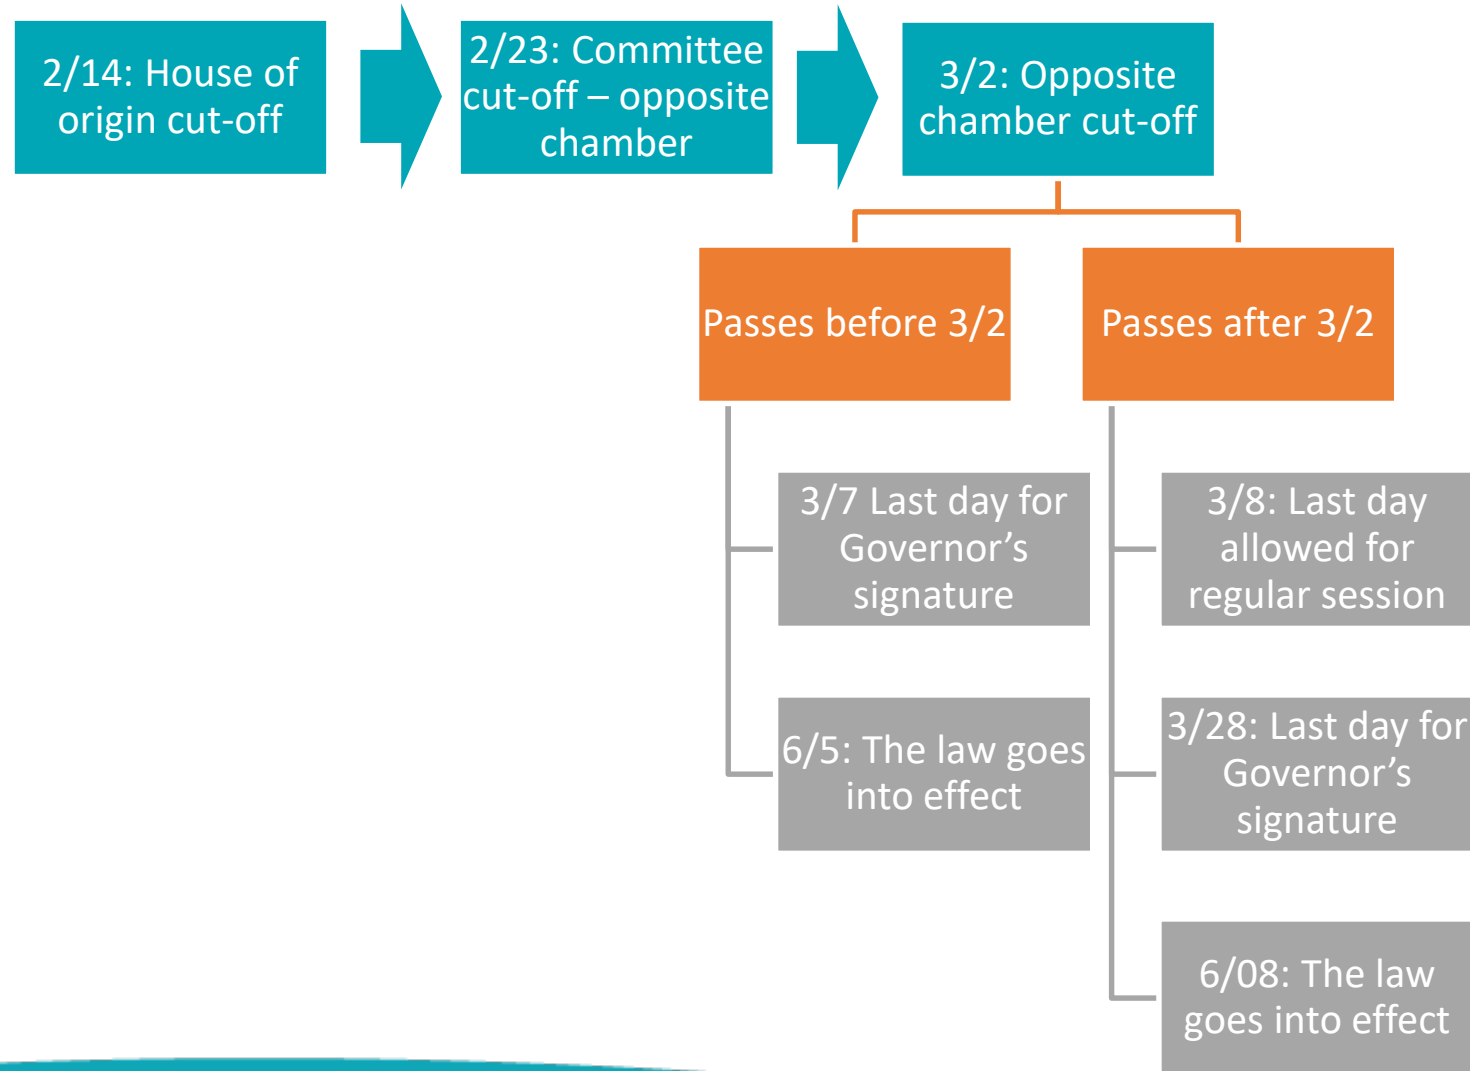 2/14: House of
origin cut-off
2/23: Committee
cut-off – opposite
chamber
3/2: Opposite
chamber cut-off
Passes before 3/2
Passes after 3/2
3/7 Last day for
Governor’s
signature
6/5: The law goes
into effect
3/8: Last day
allowed for
regular session
3/28: Last day for
Governor’s
signature
6/08: The law
goes into effect